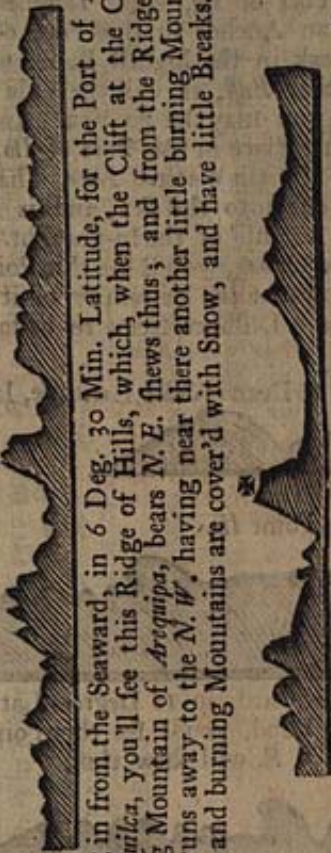 in from the Seaward, in 6 Deg. 30 Min. Latitude, for the Port of
uilca, you'll ſee this Ridge of Hills, which, when the Clift at the C
g Mountain of Arequipa, bears N. E. ſhews thus; and from the Ridge
uns away to the N. W. having near there another little burning Moun
and burning Mountains are cover'd with Snow, and have little Breaks.